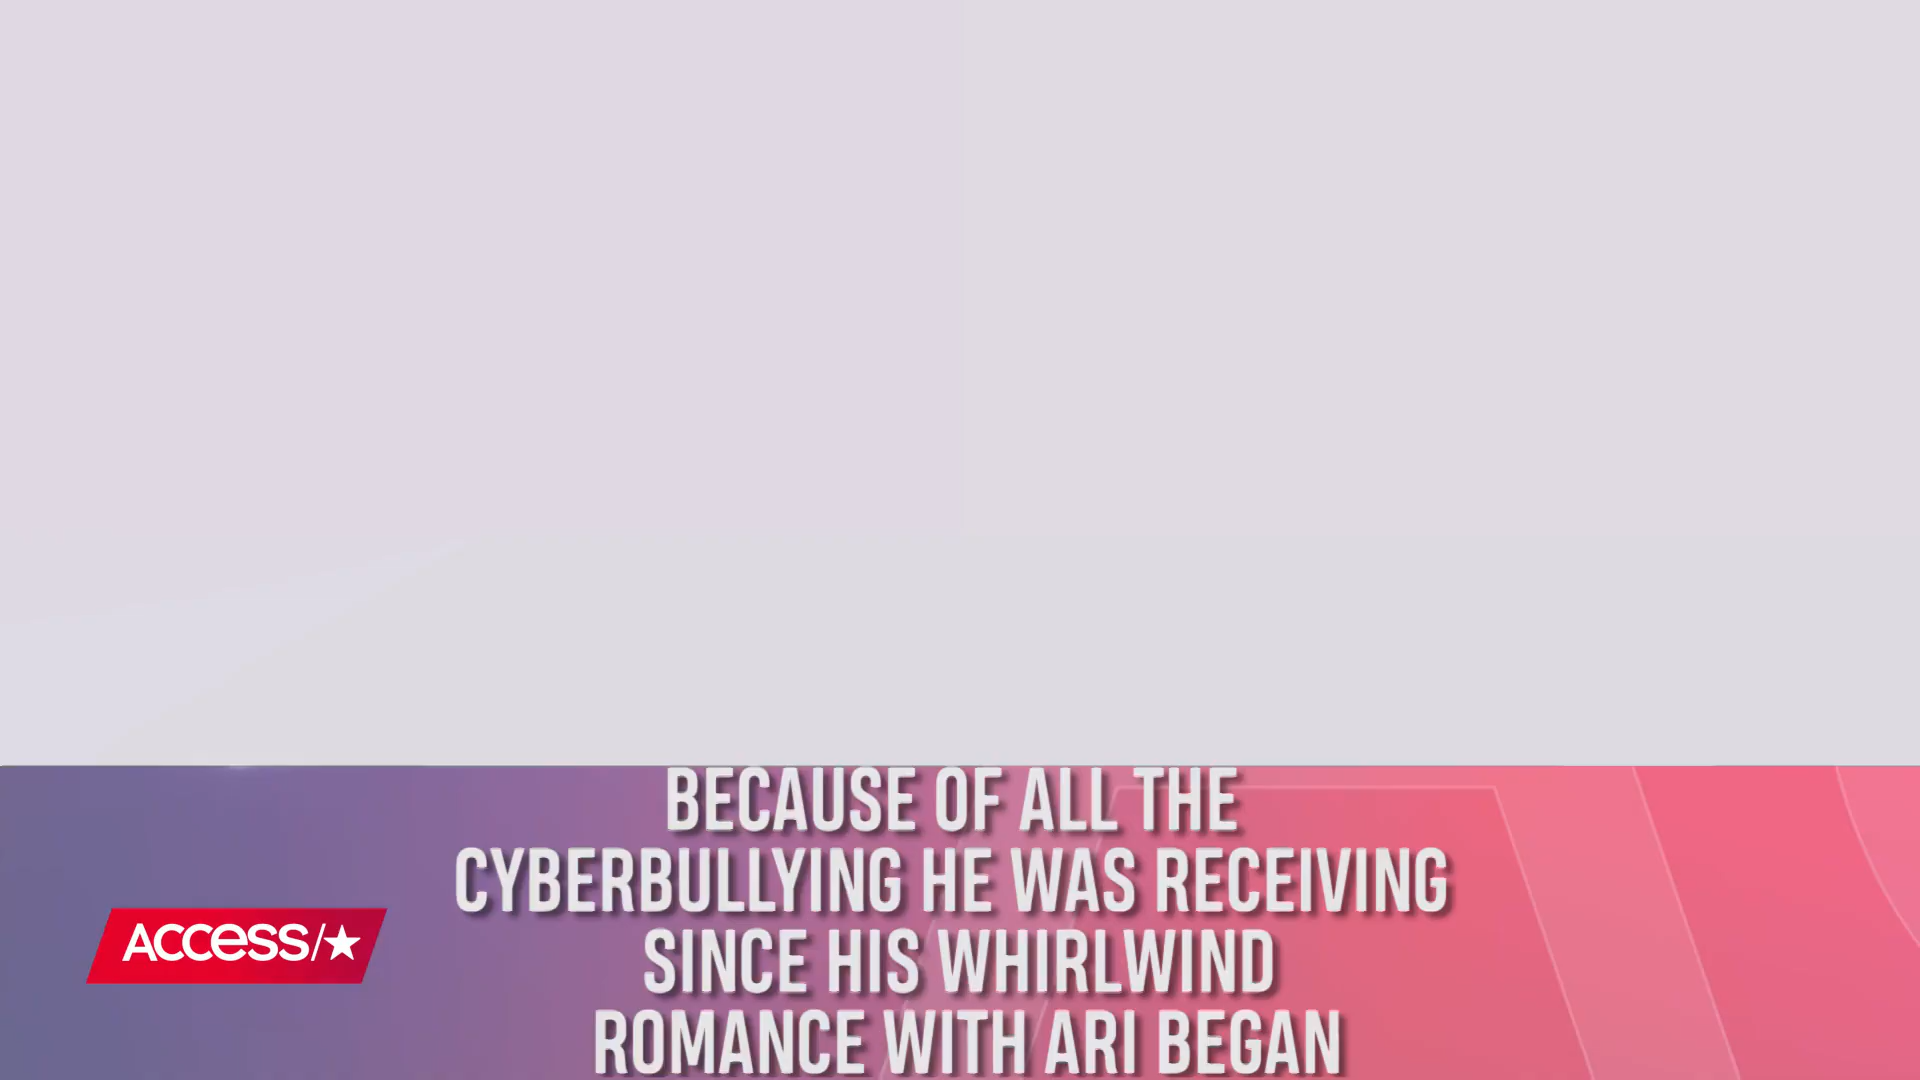 BECAUSE OF ALL THE
CYBERBULLYING HE WAS RECEIVING
SINCE HIS WHIRLWIND
ROMANCE WITH ARI BEGAN
ACCESS/★